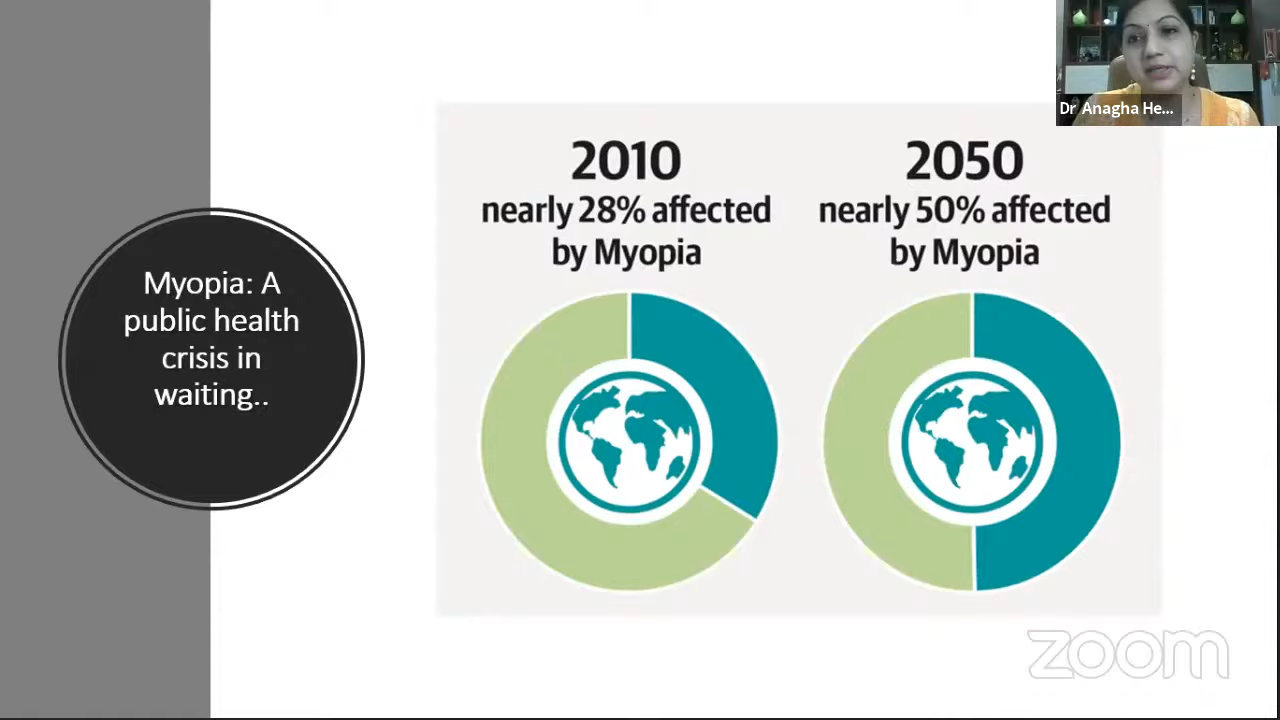 Myopia: A
public health
crisis in
waiting..
2010
nearly 28% affected
by Myopia
2050
nearly 50% affected
by Myopia
Dr Anagha He...
zoom